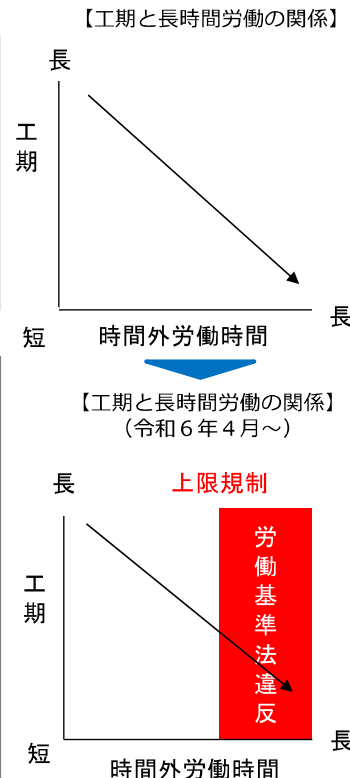 【工期と長時間労働の関係】
長
工期
短
時間外労働時間
長
【工期と長時間労働の関係】
（令和６年４月～）
長
上限規制
工期
労働基準法違反
短
時間外労働時間
長